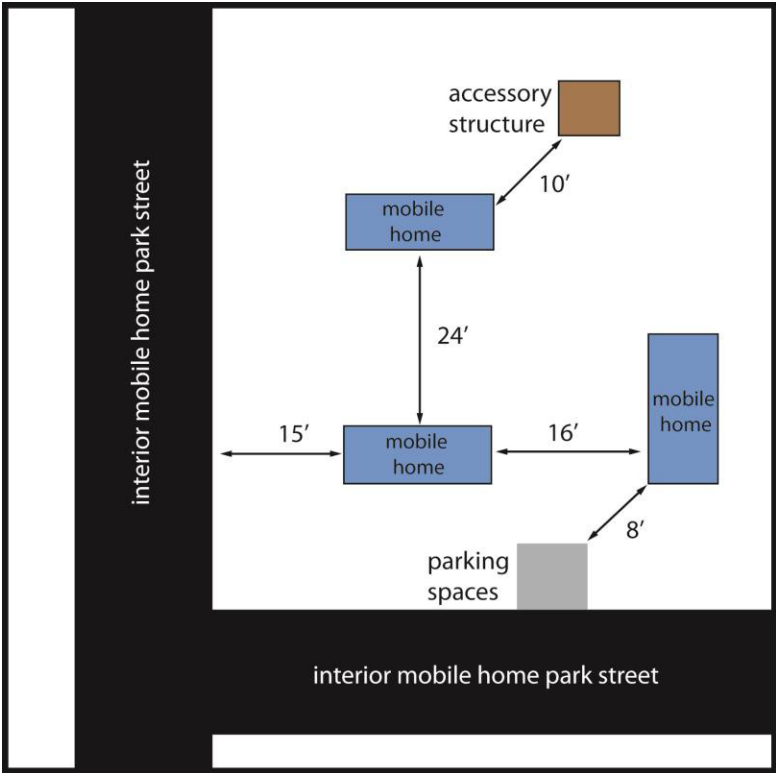 accessory
structure
10′
mobile
home
24′
interior mobile home park street
15′
mobile
home
16′
mobile
home
8′
parking
spaces
interior mobile home park street